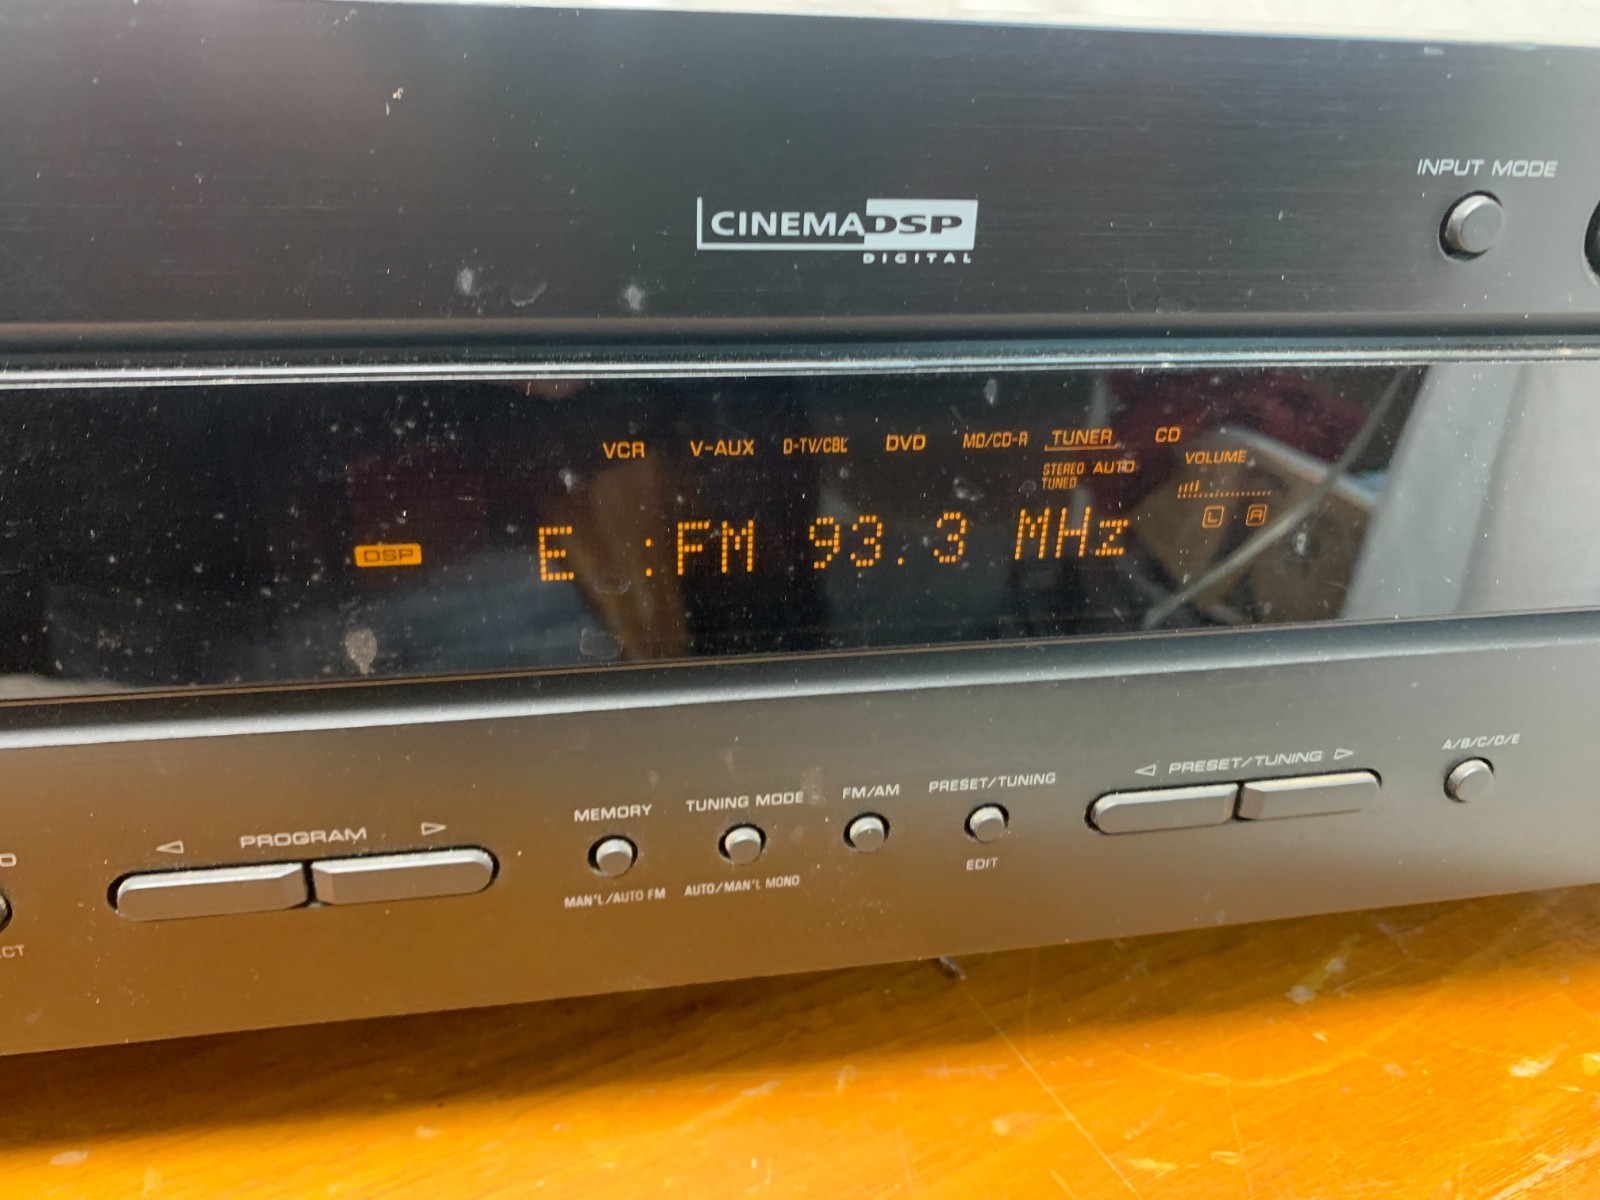 INPUT MODE
CINEMA DSP
DIGITAL
VCR V-AUX D-TV/CBL DVD MD/CD-R TUNER CD
STEREO AUTO VOLUME
TUNED
L R
DSP E :FM 93.3 MHz
PROGRAM
MEMORY TUNING MODE FM/AM PRESET/TUNING PRESET/TUNING A/B/C/D/E
MAN'L/AUTO FM AUTO/MAN'L MONO EDIT